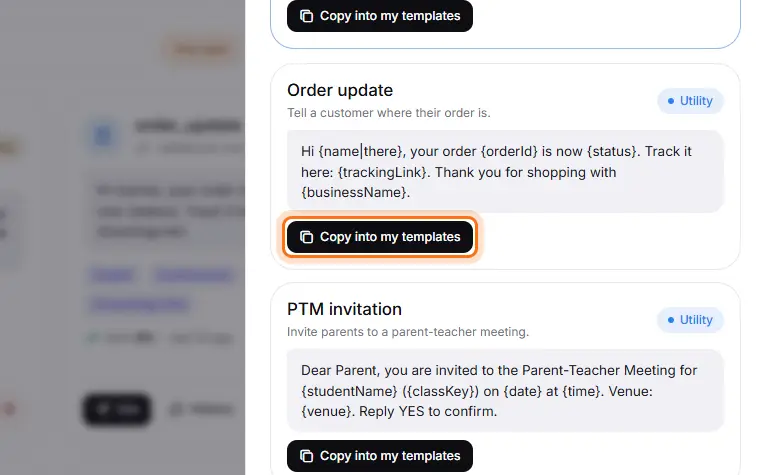 Copy into my templates
Order update
Utility
Tell a customer where their order is.
Hi {name|there}, your order {orderId} is now {status}. Track it
here: {trackingLink}. Thank you for shopping with
{businessName}.
Copy into my templates
PTM invitation
Utility
Invite parents to a parent-teacher meeting.
Dear Parent, you are invited to the Parent-Teacher Meeting for
{studentName} ({classKey}) on {date} at {time}. Venue:
{venue}. Reply YES to confirm.
Copy into my templates